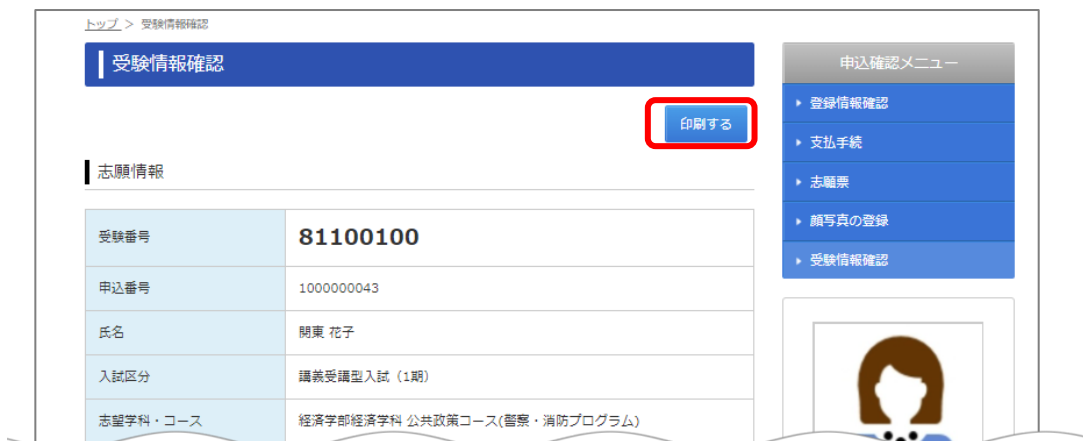 トップ > 受験情報確認
受験情報確認
印刷する
志願情報
受験番号 81100100
申込番号 1000000043
氏名 関東 花子
入試区分 講義受講型入試（1期）
志望学科・コース 経済学部経済学科 公共政策コース(警察・消防プログラム)
申込確認メニュー
登録情報確認
支払手続
志願票
顔写真の登録
受験情報確認